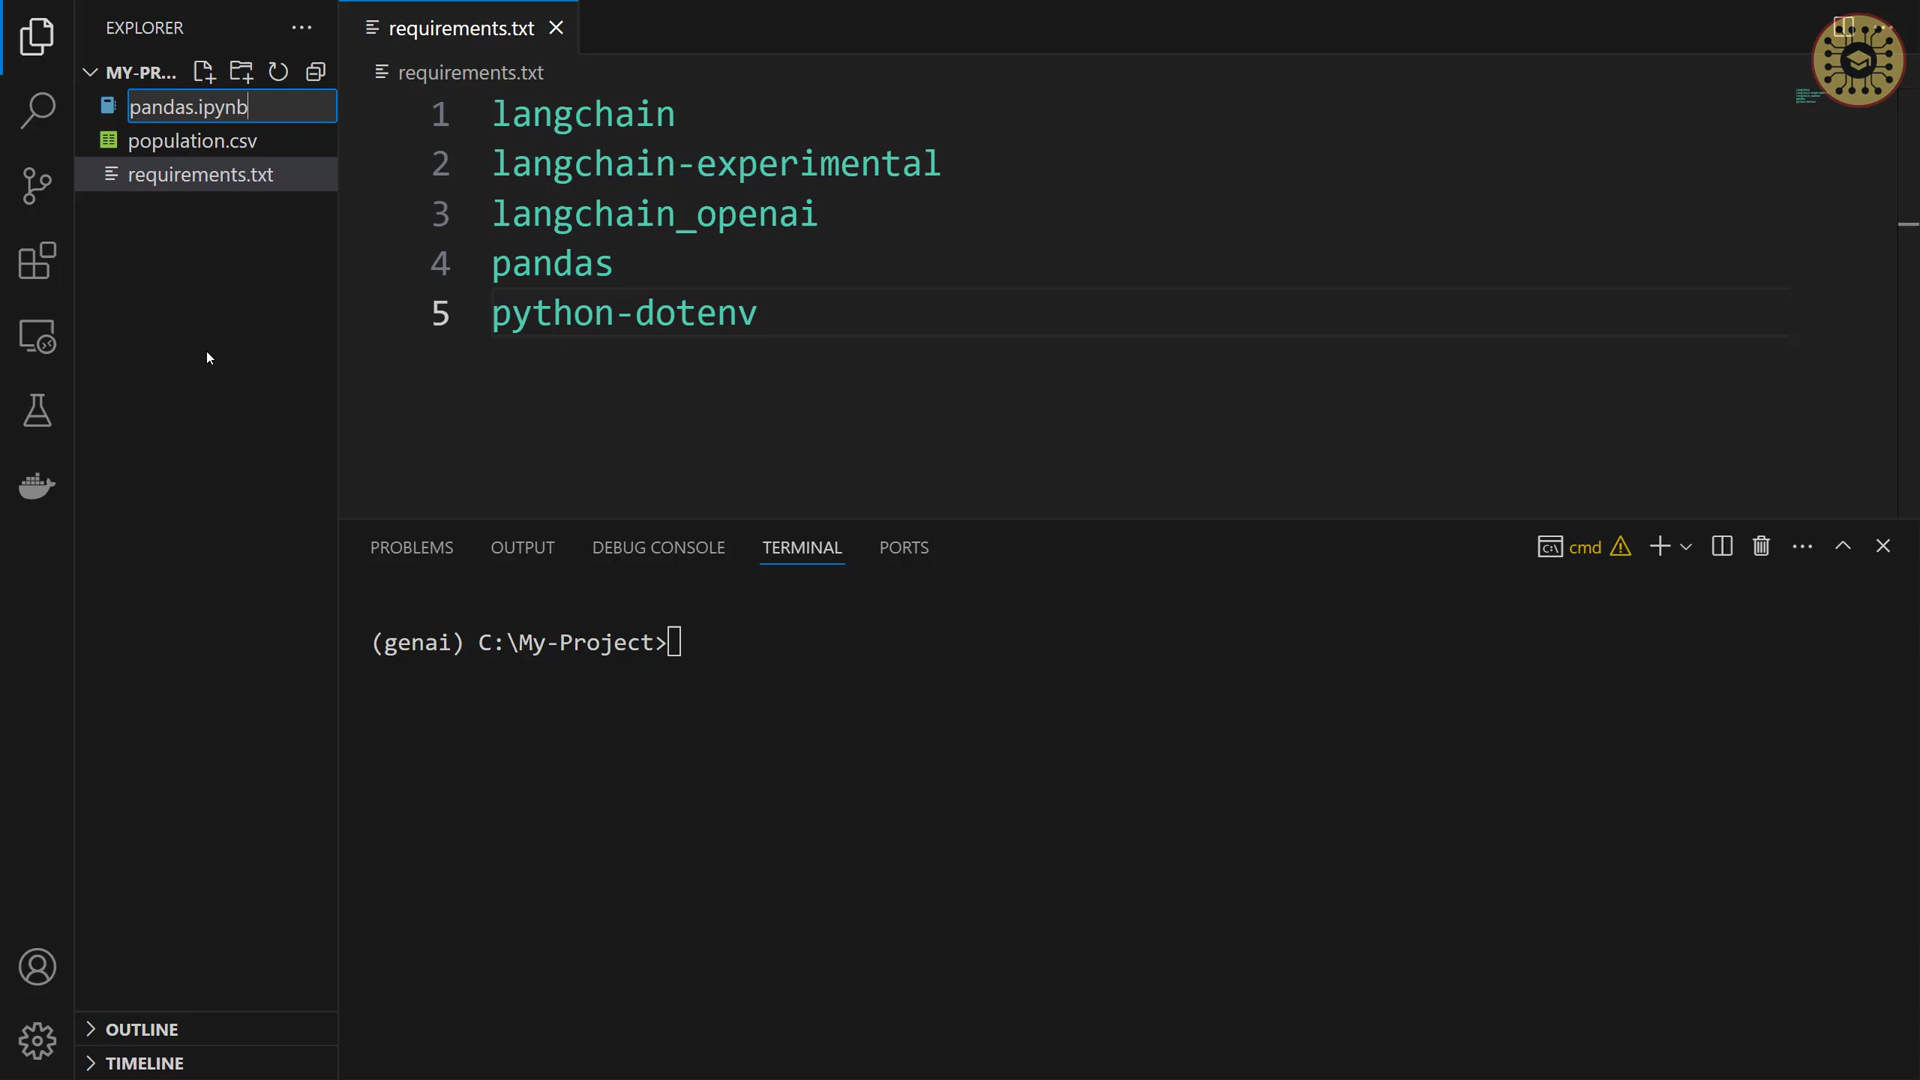 EXPLORER
MY-PR...
pandas.ipynb
population.csv
requirements.txt
OUTLINE
TIMELINE
requirements.txt
requirements.txt
1 langchain
2 langchain-experimental
3 langchain_openai
4 pandas
5 python-dotenv
PROBLEMS OUTPUT DEBUG CONSOLE TERMINAL PORTS
cmd
(genai) C:\My-Project>